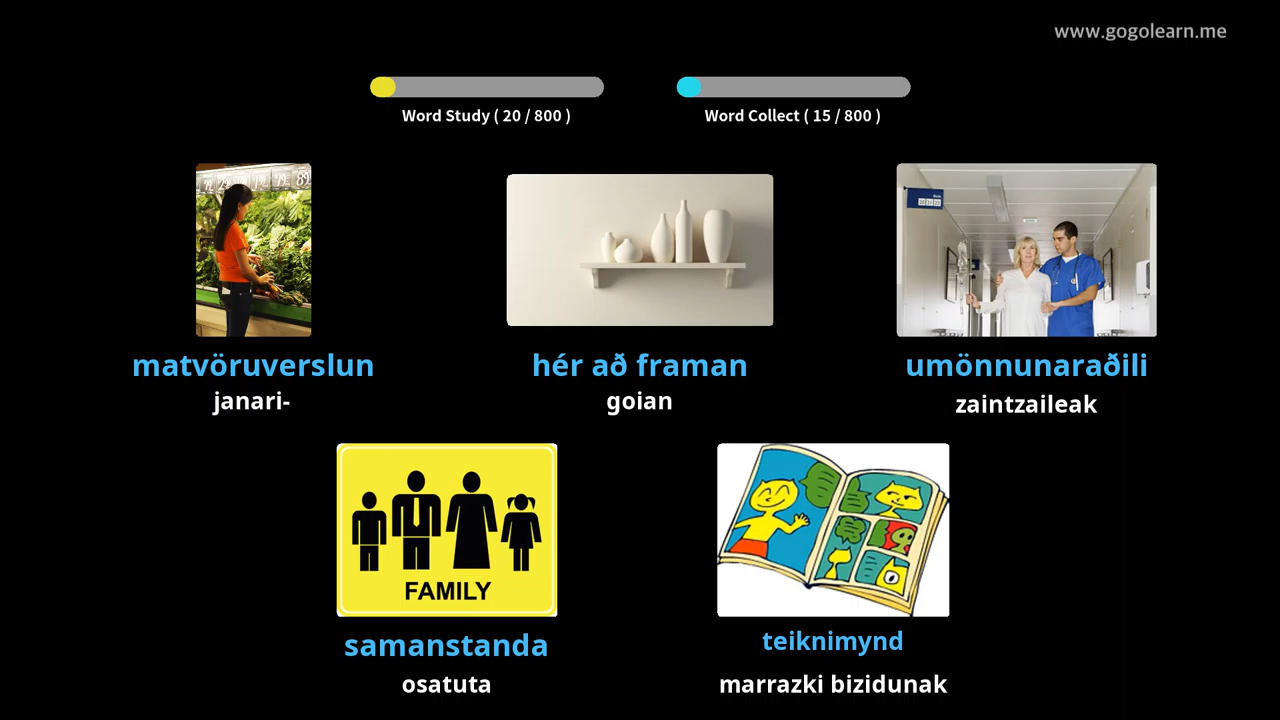 www.gogolearn.me
Word Study ( 20 / 800 )
Word Collect ( 15 / 800 )
matvöruverslun
janari-
hér að framan
goian
umönnunaraðili
zaintzaileak
FAMILY
samanstanda
osatuta
teiknimynd
marrazki bizidunak